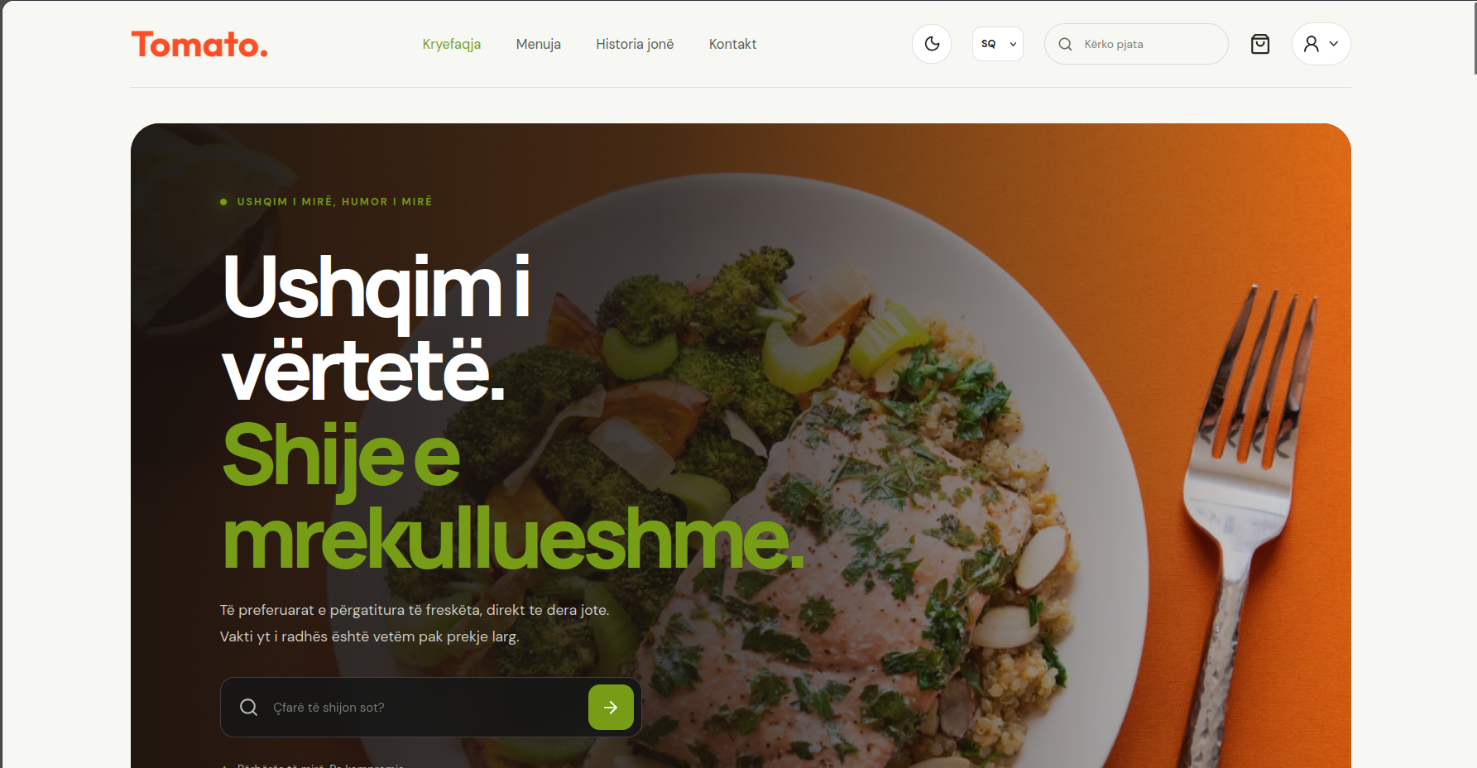 Tomato.
Kryefaqja
Menuja
Historia jonë
Kontakt
SQ
Kërko pjata
USHQIM I MIRË, HUMOR I MIRË
Ushqim i
vërtetë.
Shije e
mrekullueshme.
Të preferuarat e përgatitura të freskëta, direkt te dera jote.
Vakti yt i radhës është vetëm pak prekje larg.
Çfarë të shijon sot?